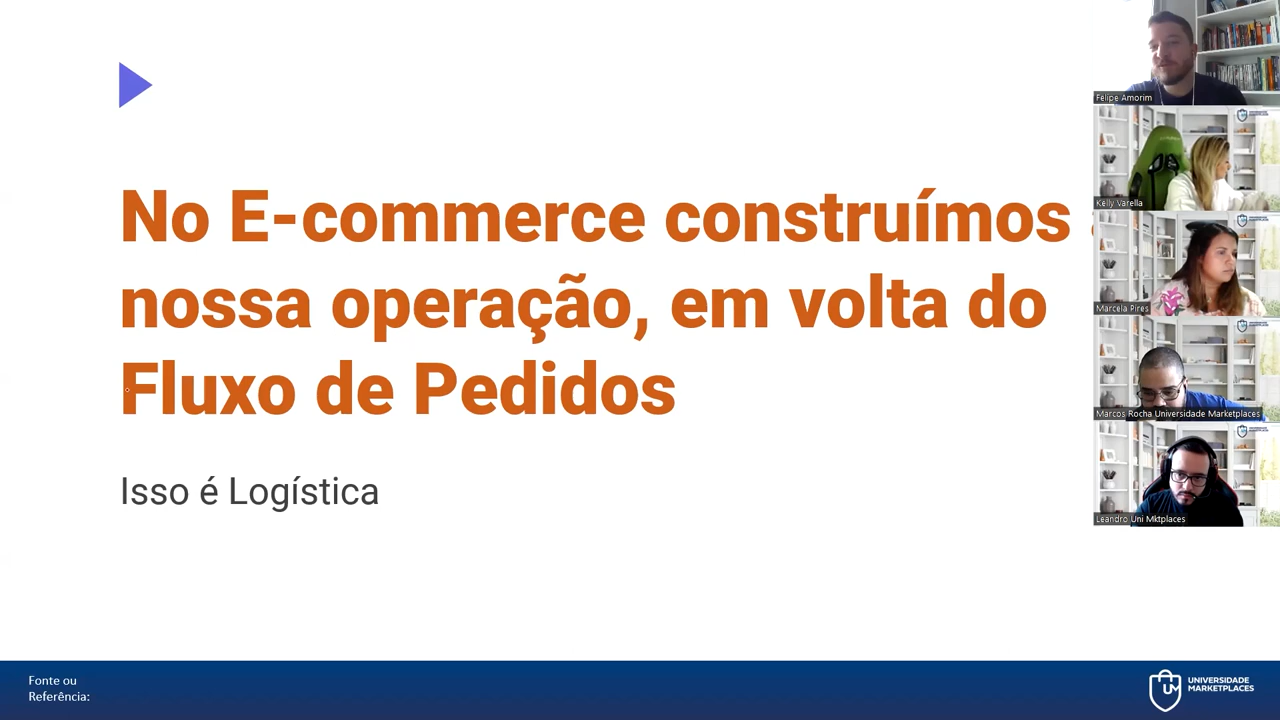 No E-commerce construímos
nossa operação, em volta do
Fluxo de Pedidos
Isso é Logística
Felipe Amorim
Kelly Varella
Marcela Pires
Marcos Rocha Universidade Marketplaces
Leandro Uni Mktplaces
Fonte ou
Referência:
UM
UNIVERSIDADE
MARKETPLACES